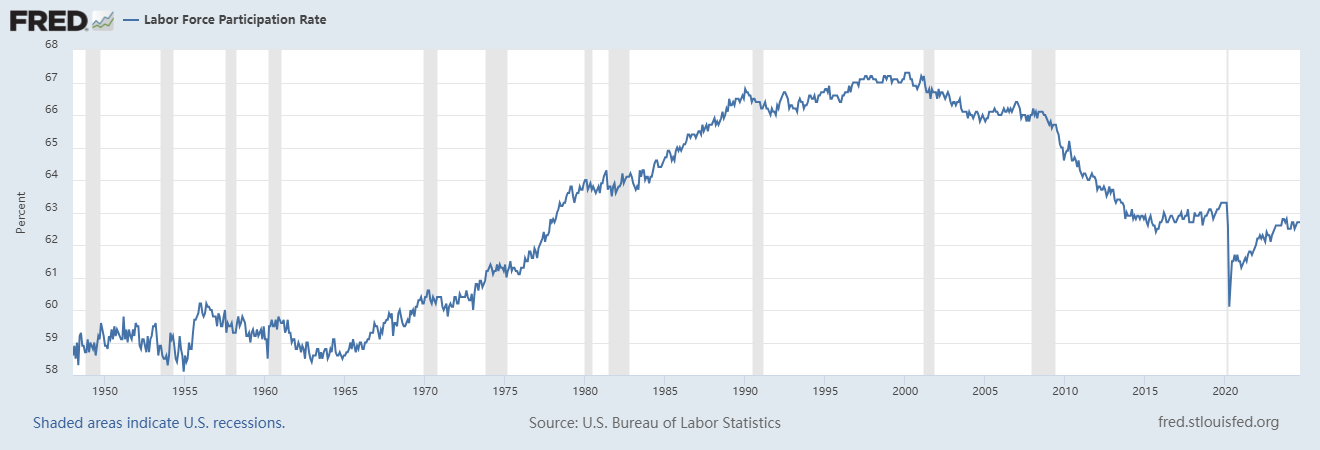 FRED
Labor Force Participation Rate
68
67
66
65
64
63
62
61
60
59
58
Percent
1950 1955 1960 1965 1970 1975 1980 1985 1990 1995 2000 2005 2010 2015 2020
Shaded areas indicate U.S. recessions. Source: U.S. Bureau of Labor Statistics fred.stlouisfed.org